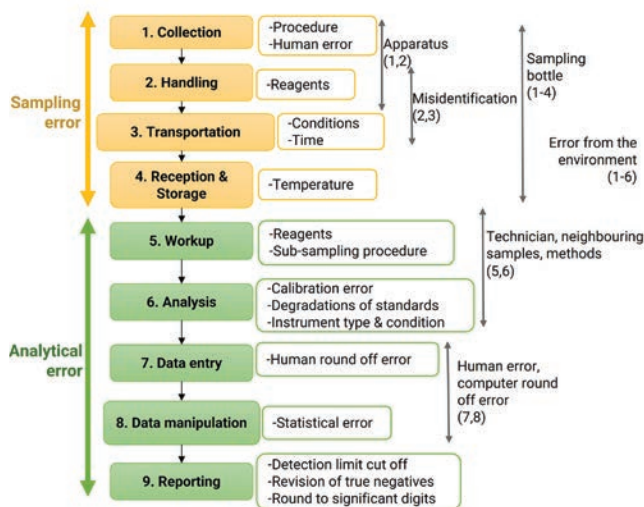 Sampling
error
1. Collection
-Procedure
-Human error
2. Handling
-Reagents
3. Transportation
-Conditions
-Time
4. Reception &
Storage
-Temperature
Apparatus
(1,2)
Misidentification
(2,3)
Sampling
bottle
(1-4)
Error from the
environment
(1-6)
Analytical
error
5. Workup
-Reagents
-Sub-sampling procedure
6. Analysis
-Calibration error
-Degradations of standards
-Instrument type & condition
Technician, neighbouring
samples, methods
(5,6)
7. Data entry
-Human round off error
8. Data manipulation
-Statistical error
Human error,
computer round
off error
(7,8)
9. Reporting
-Detection limit cut off
-Revision of true negatives
-Round to significant digits